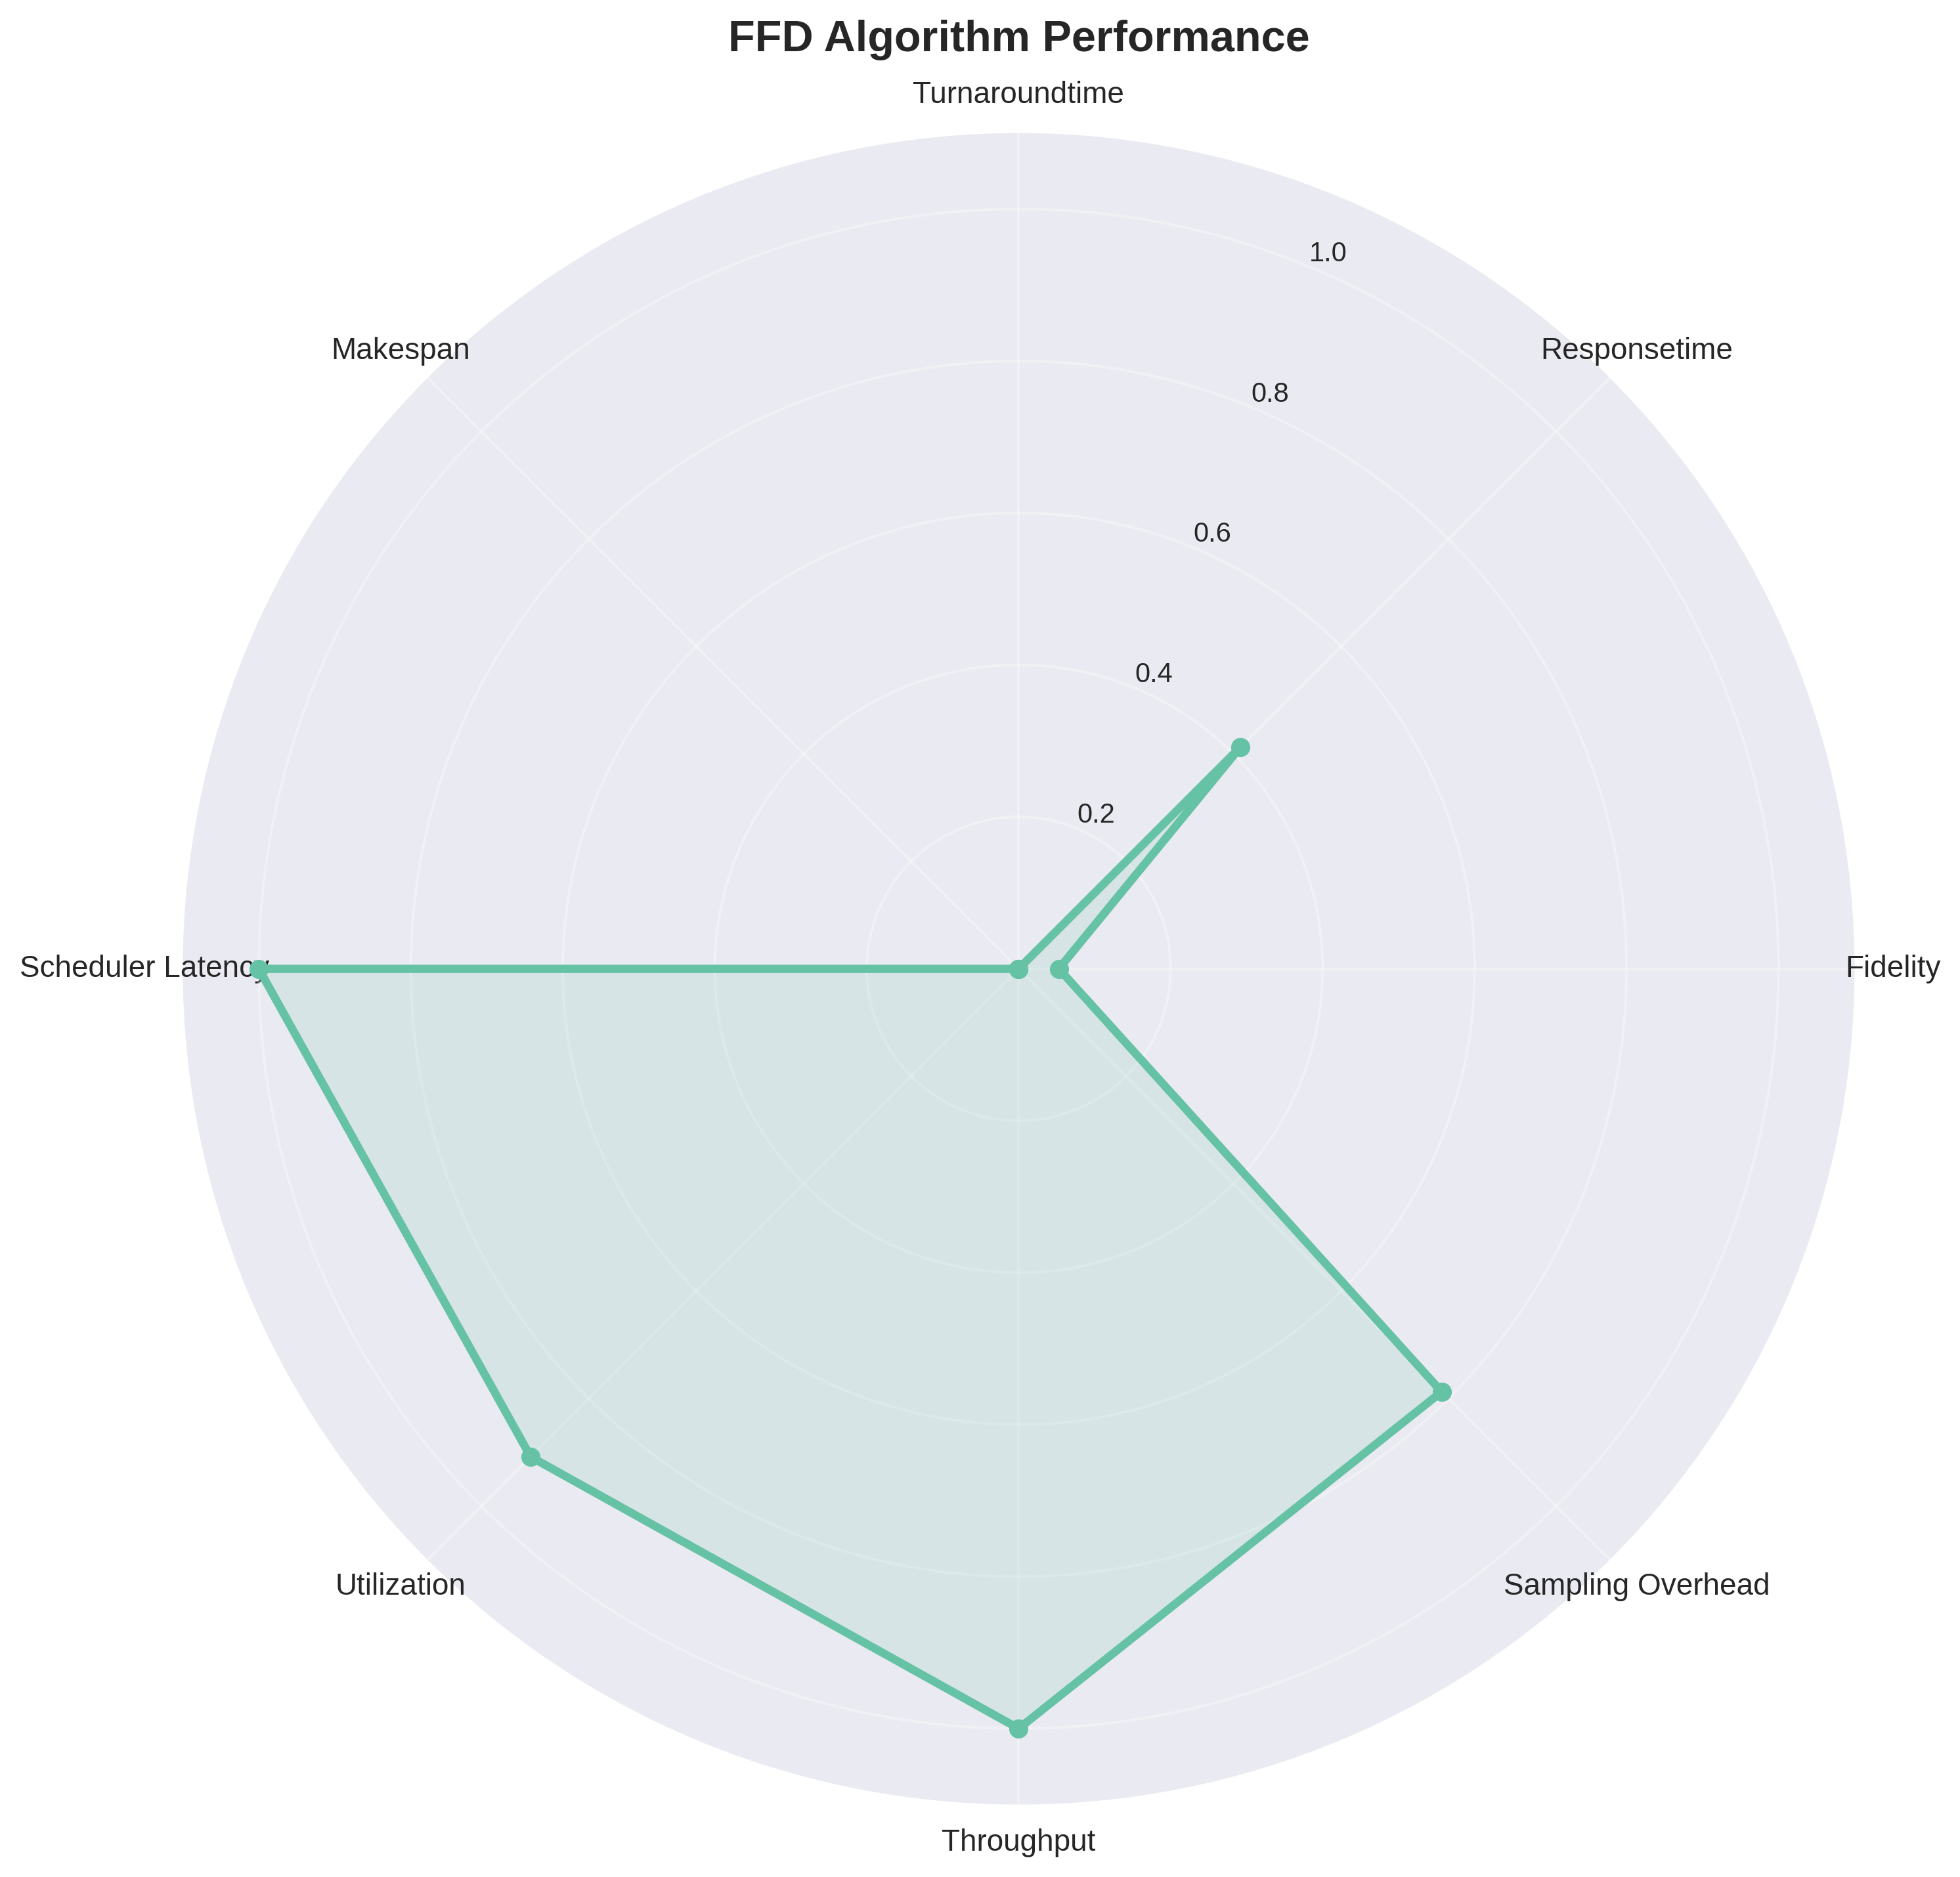 FFD Algorithm Performance
Turnaroundtime
1.0
Makespan
Responsetime
0.8
0.6
0.4
0.2
Scheduler Latency
Fidelity
Utilization
Sampling Overhead
Throughput